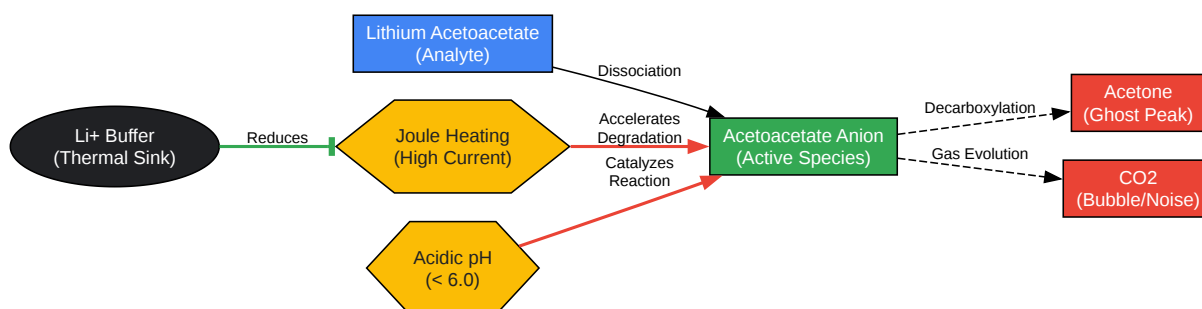 Lithium Acetoacetate
(Analyte)
Dissociation
Li+ Buffer
(Thermal Sink)
Reduces
Joule Heating
(High Current)
Accelerates
Degradation
Catalyzes
Reaction
Acetoacetate Anion
(Active Species)
Decarboxylation
Acetone
(Ghost Peak)
Gas Evolution
CO2
(Bubble/Noise)
Acidic pH
(< 6.0)